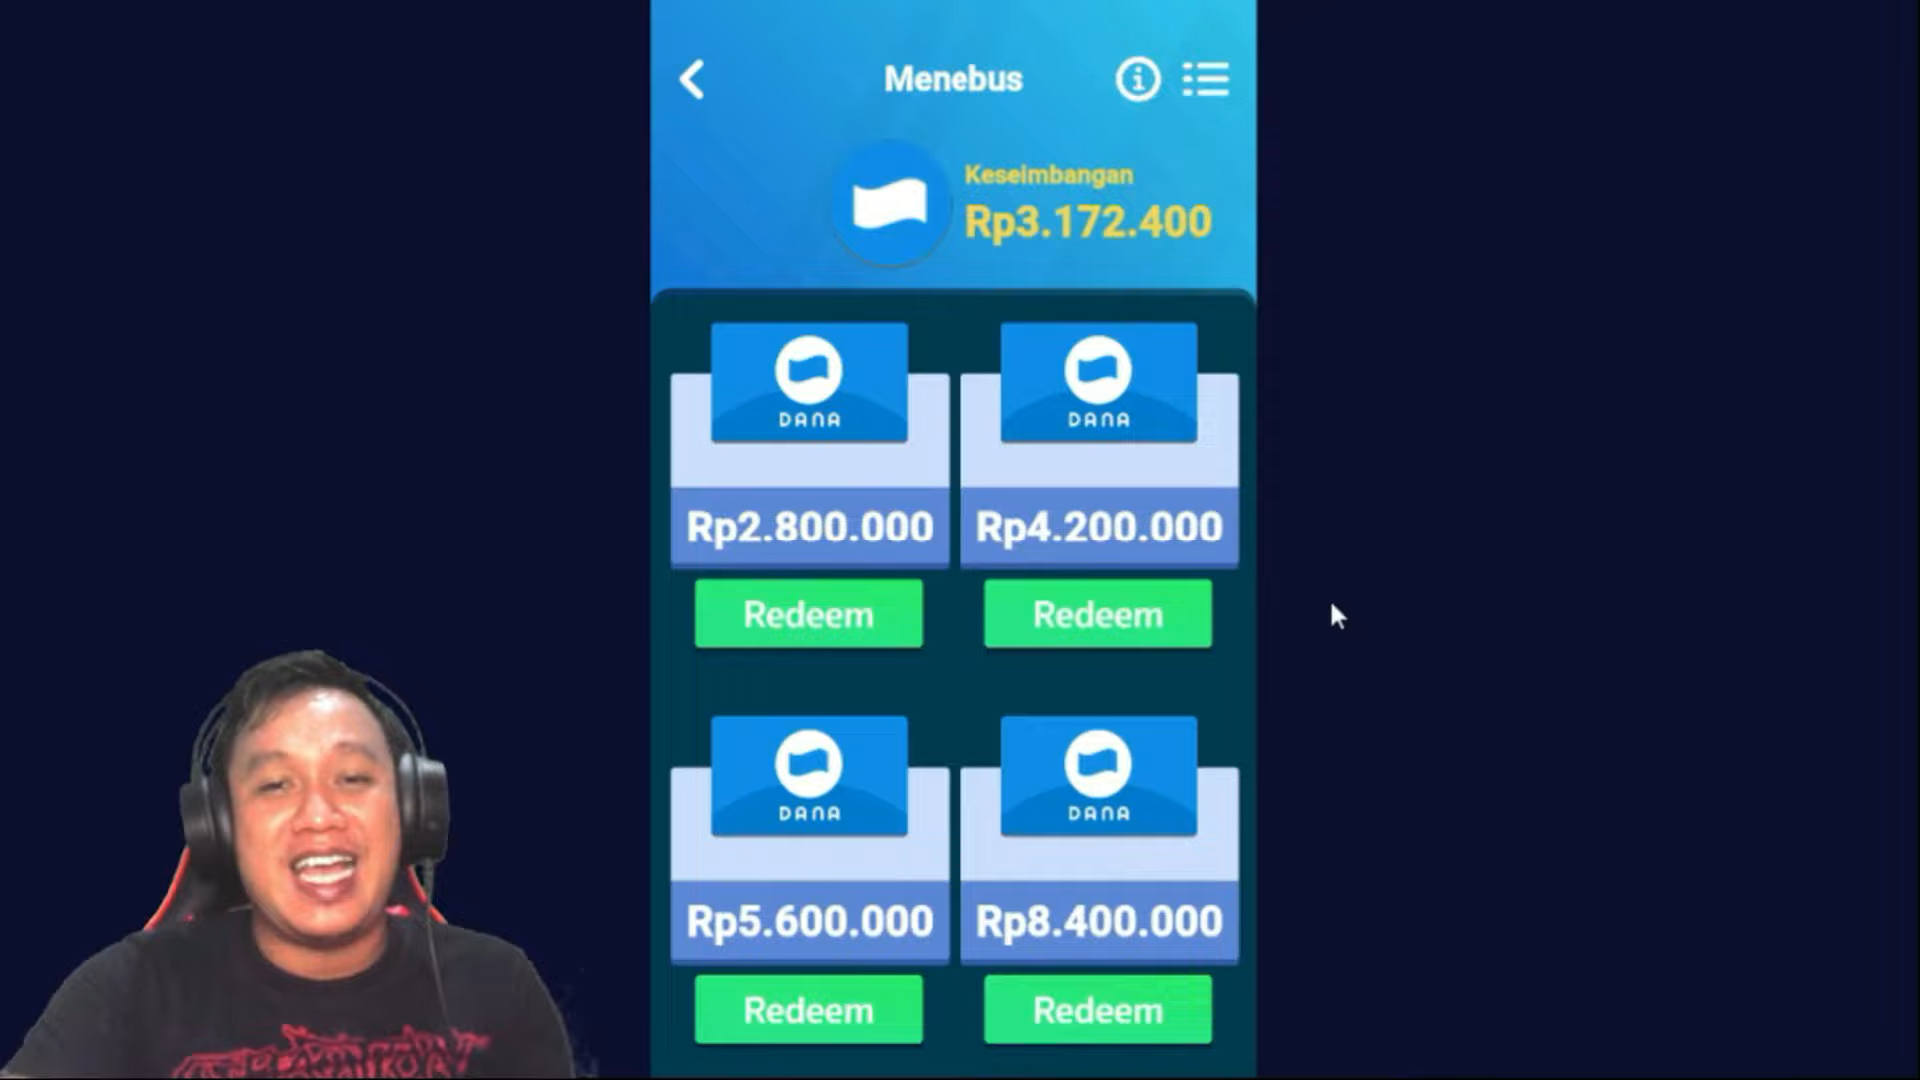 Menebus
Keseimbangan
Rp3.172.400
DANA
DANA
Rp2.800.000
Rp4.200.000
Redeem
Redeem
DANA
DANA
Rp5.600.000
Rp8.400.000
Redeem
Redeem